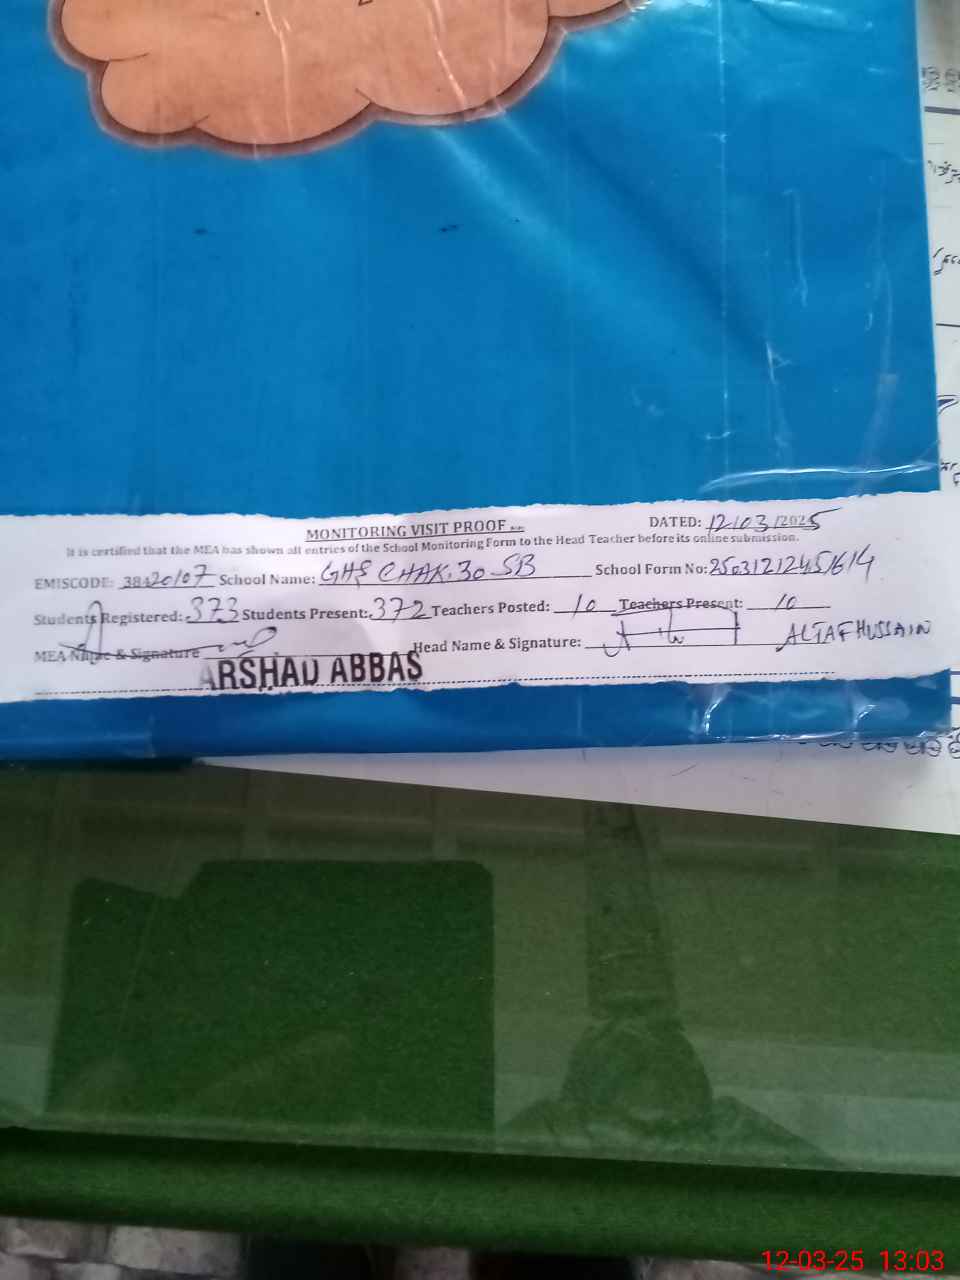 MONITORING VISIT PROOF
DATED: 12/03/2025
It is certified that the MEA has shown all entries of the School Monitoring Form to the Head Teacher before its online submission.
EMISCODE: 38420107 School Name: GHS CHAK.30 SB School Form No: 25031212451614
Students Registered: 373 Students Present: 372 Teachers Posted: 10 Teachers Present: 10
MEA Name & Signature Head Name & Signature: ALTAF HUSSAIN
ARSHAD ABBAS
12-03-25 13:03